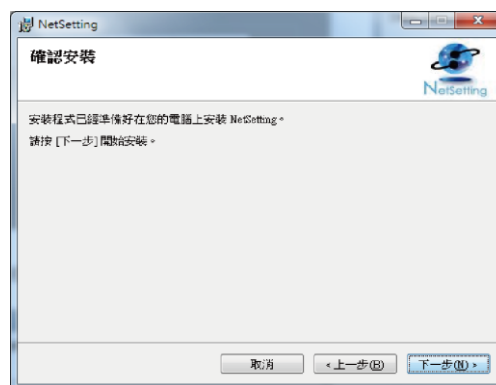 NetSetting
確認安裝
NetSetting
安裝程式已經準備好在您的電腦上安裝 NetSetting。
請按 [下一步] 開始安裝。
取消
<上一步(B)
下一步(N)>